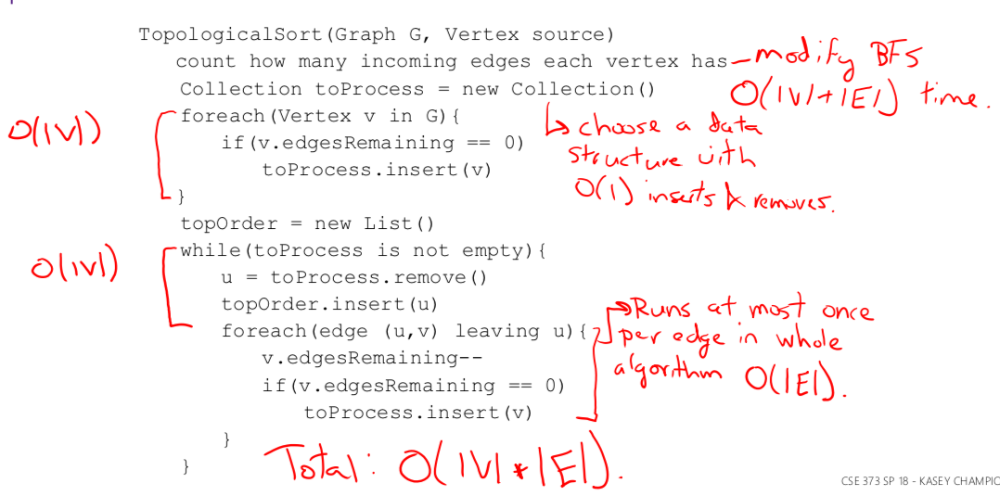 TopologicalSort(Graph G, Vertex source)
count how many incoming edges each vertex has – modify BFS
O(|V|+|E|) time.
Collection toProcess = new Collection()
↳ choose a data
structure with
O(1) inserts & removes.
O(|V|)
foreach(Vertex v in G){
if(v.edgesRemaining == 0)
toProcess.insert(v)
}
topOrder = new List()
O(|V|)
while(toProcess is not empty){
u = toProcess.remove()
topOrder.insert(u)
foreach(edge (u,v) leaving u){
→ Runs at most once
per edge in whole
algorithm O(|E|).
v.edgesRemaining--
if(v.edgesRemaining == 0)
toProcess.insert(v)
}
}
Total: O(|V| * |E|).
CSE 373 SP 18 - KASEY CHAMPIO